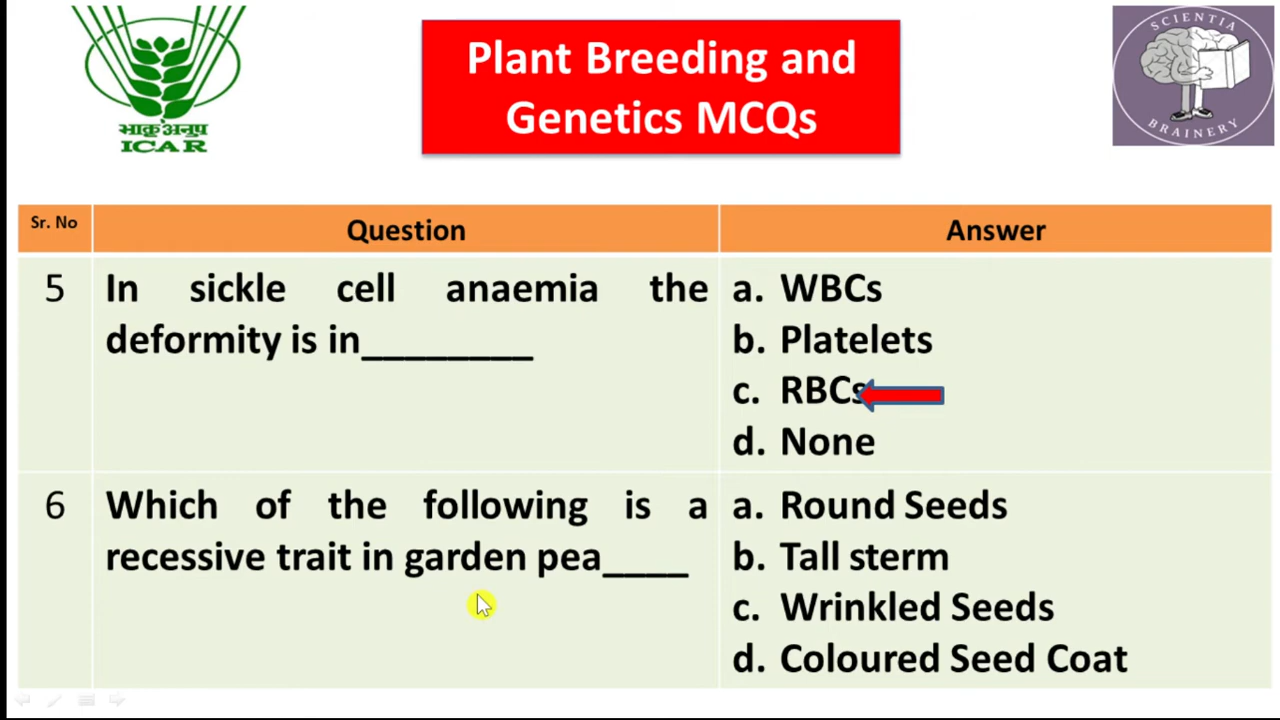 भाकृअनुप
ICAR
Plant Breeding and
Genetics MCQs
SCIENTIA
BRAINERY
Sr. No
Question
Answer
5
In sickle cell anaemia the
deformity is in________
a. WBCs
b. Platelets
c. RBCs
d. None
6
Which of the following is a
recessive trait in garden pea____
a. Round Seeds
b. Tall sterm
c. Wrinkled Seeds
d. Coloured Seed Coat